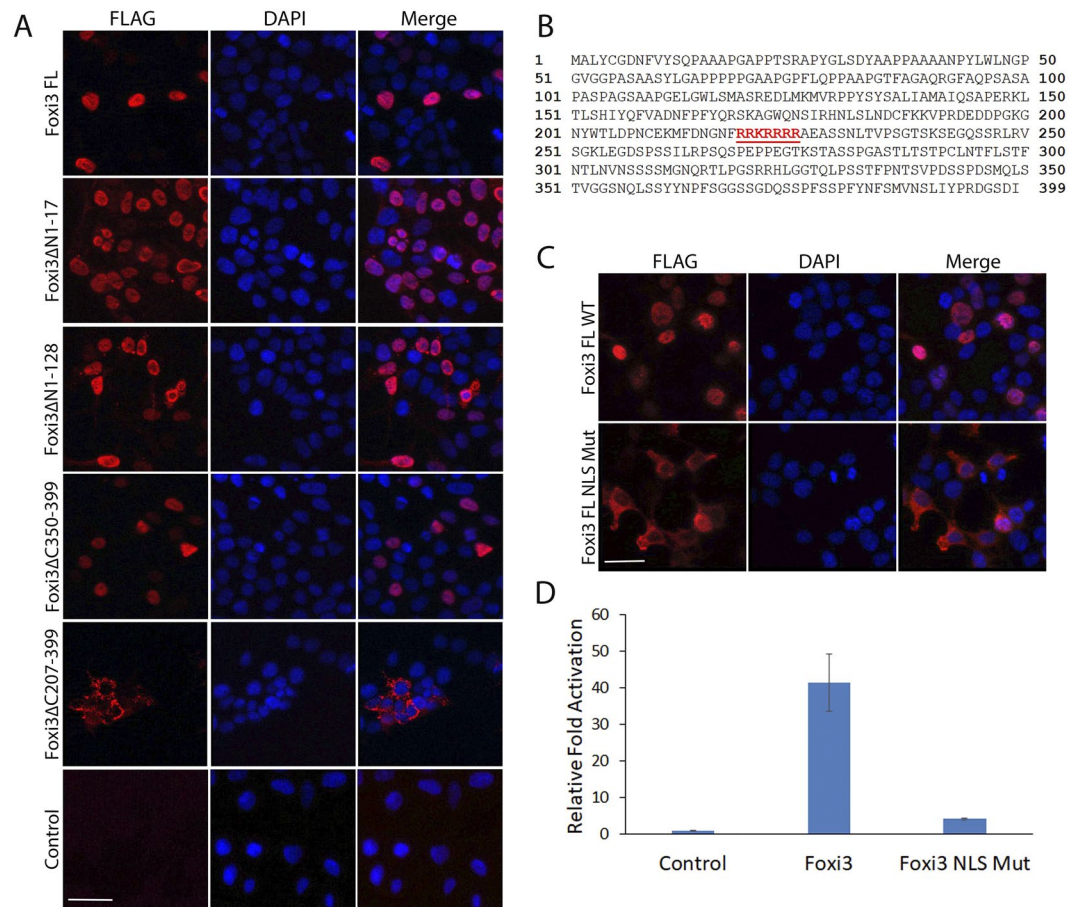 A
FLAG DAPI Merge
Foxi3 FL
Foxi3ΔN1-17
Foxi3ΔN1-128
Foxi3ΔC350-399
Foxi3ΔC207-399
Control
B
1 MALYCGDNFVYSQPAAAPGAPPTSRAPYGLSDYAAPPAAAANPYLWLNGP 50
51 GVGGPASAASYLGAPPPPPGAAPGPFLQPPAAPGTFAGAQRGFAQPSASA 100
101 PASPAGSAAPGELGWLSMASREDLMKMVRPPYSYSALIAMAIQSAPERKL 150
151 TLSHIYQFVADNFPFYQRSKAGWQNSIRHNLSLNDCFKKVPRDEDDPGKG 200
201 NYWTLDPNCEKMFDNGNFRRKRRRRAEASSNLTVPSGTSKSEGQSSRLRV 250
251 SGKLEGDSPSSILRPSQSPEPPEGTKSTASSPGASTLTSTPCLNTFLSTF 300
301 NTLNVNSSSSMGNQRTLPGSRRHLGGTQLPSSTFPNTSVPDSSPDSMQLS 350
351 TVGGSNQLSSYYNPFSGGSSGDQSSPFSSPFYNFSMVNSLIYPRDGSDI 399
C
FLAG DAPI Merge
Foxi3 FL WT
Foxi3 FL NLS Mut
D
Relative Fold Activation
60
50
40
30
20
10
0
Control Foxi3 Foxi3 NLS Mut